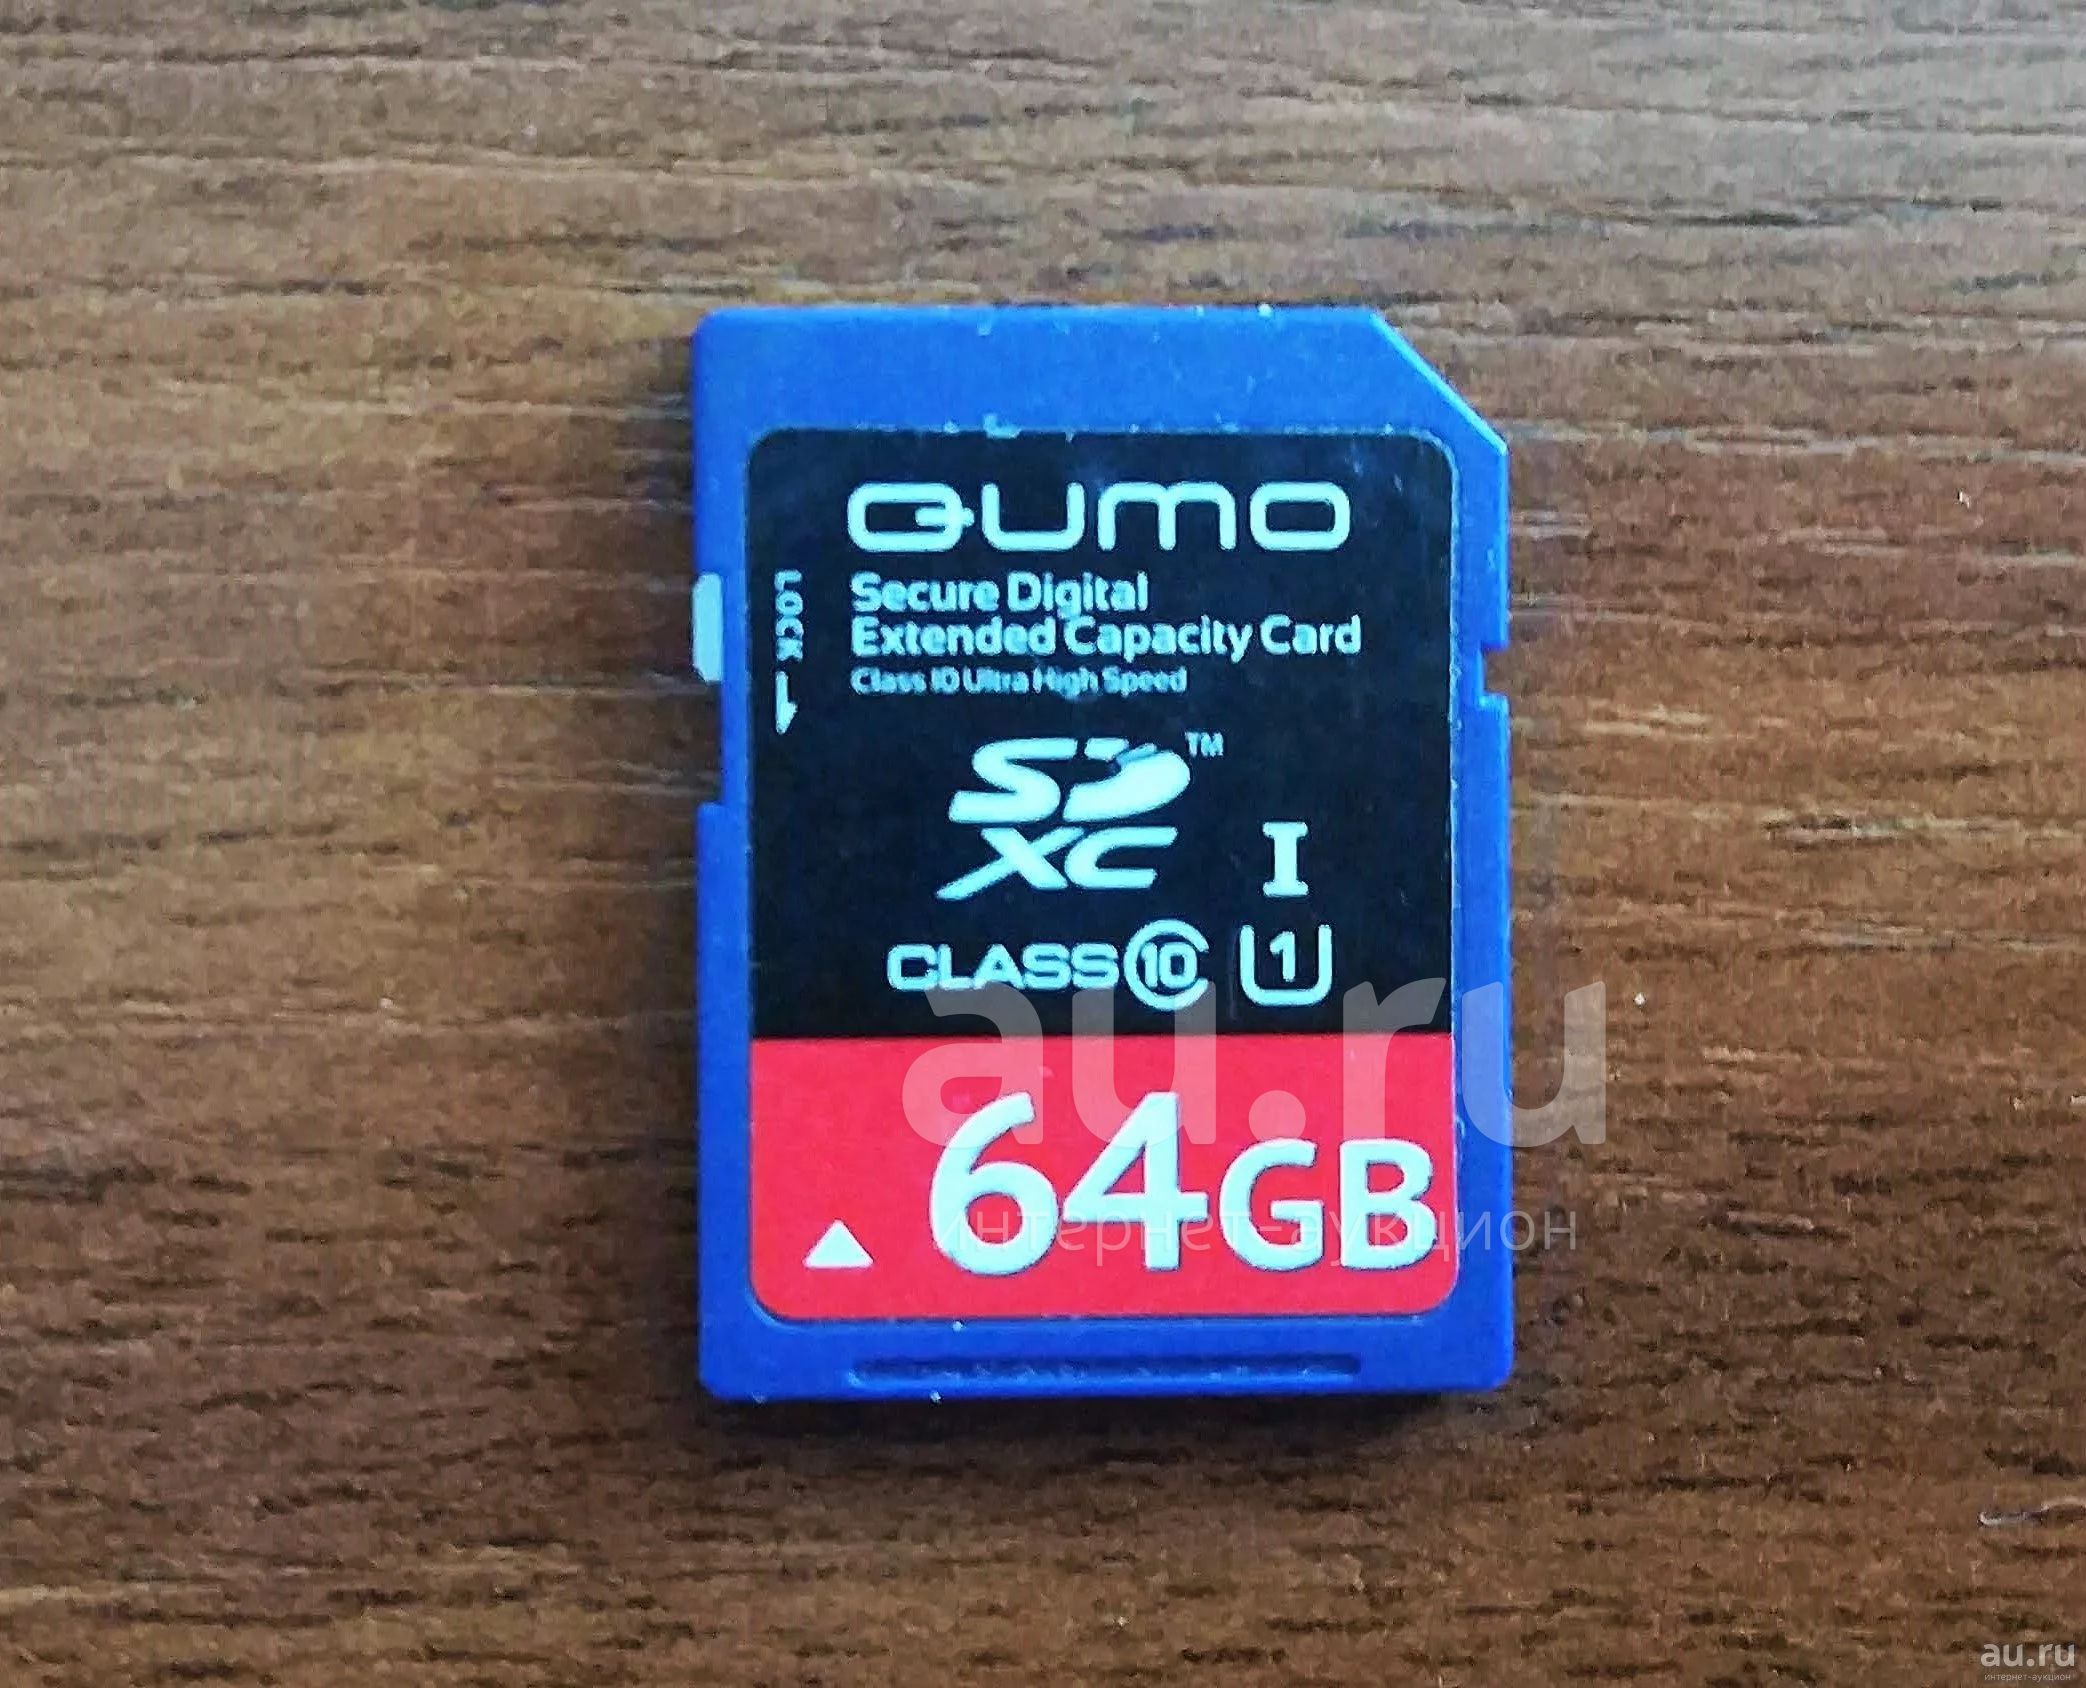 QUMO
LOCK
Secure Digital
Extended Capacity Card
Class 10 Ultra High Speed
SD™
XC I
CLASS 10 U1
au.ru
64GB
интернет-аукцион
au.ru
интернет-аукцион